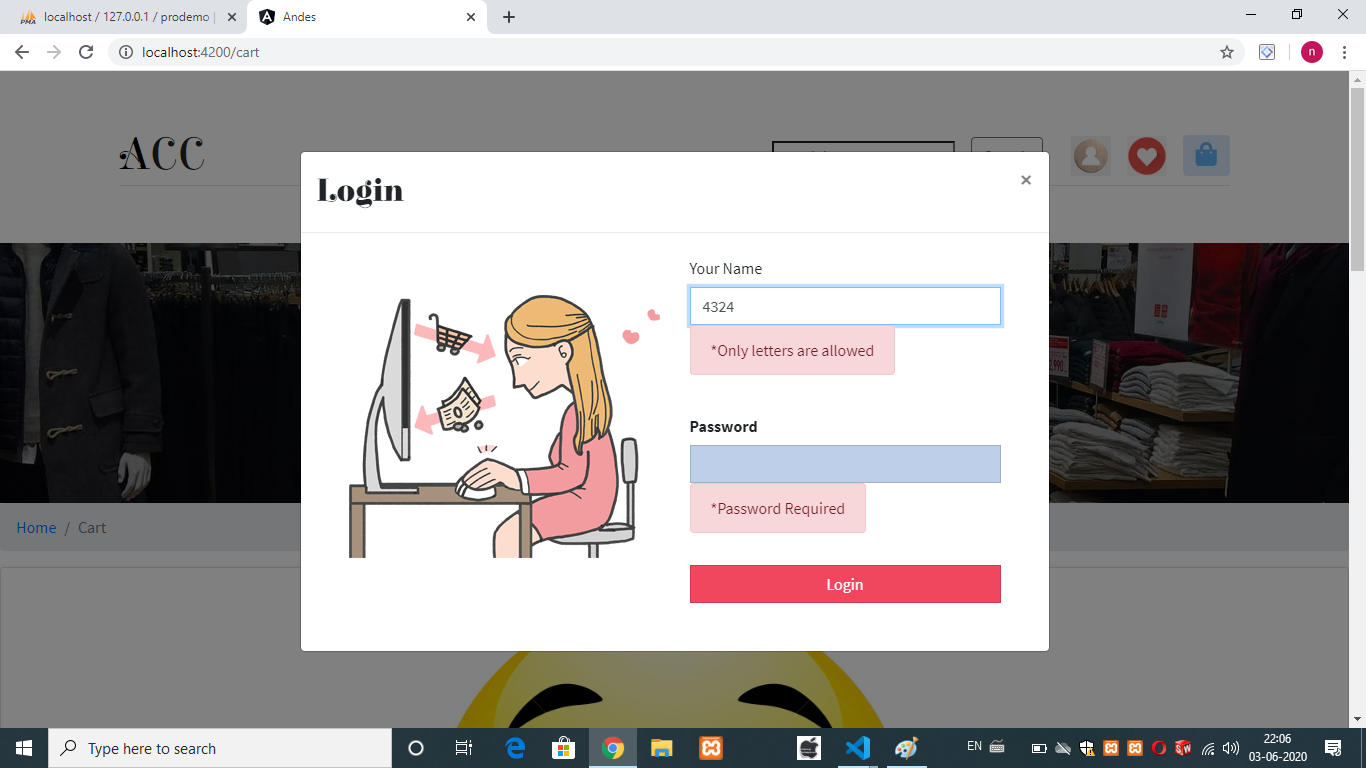 localhost / 127.0.0.1 / prodemo |
Andes
localhost:4200/cart
n
ACC
Login
×
Your Name
4324
*Only letters are allowed
Password
*Password Required
Login
Home / Cart
Type here to search
EN
22:06
03-06-2020